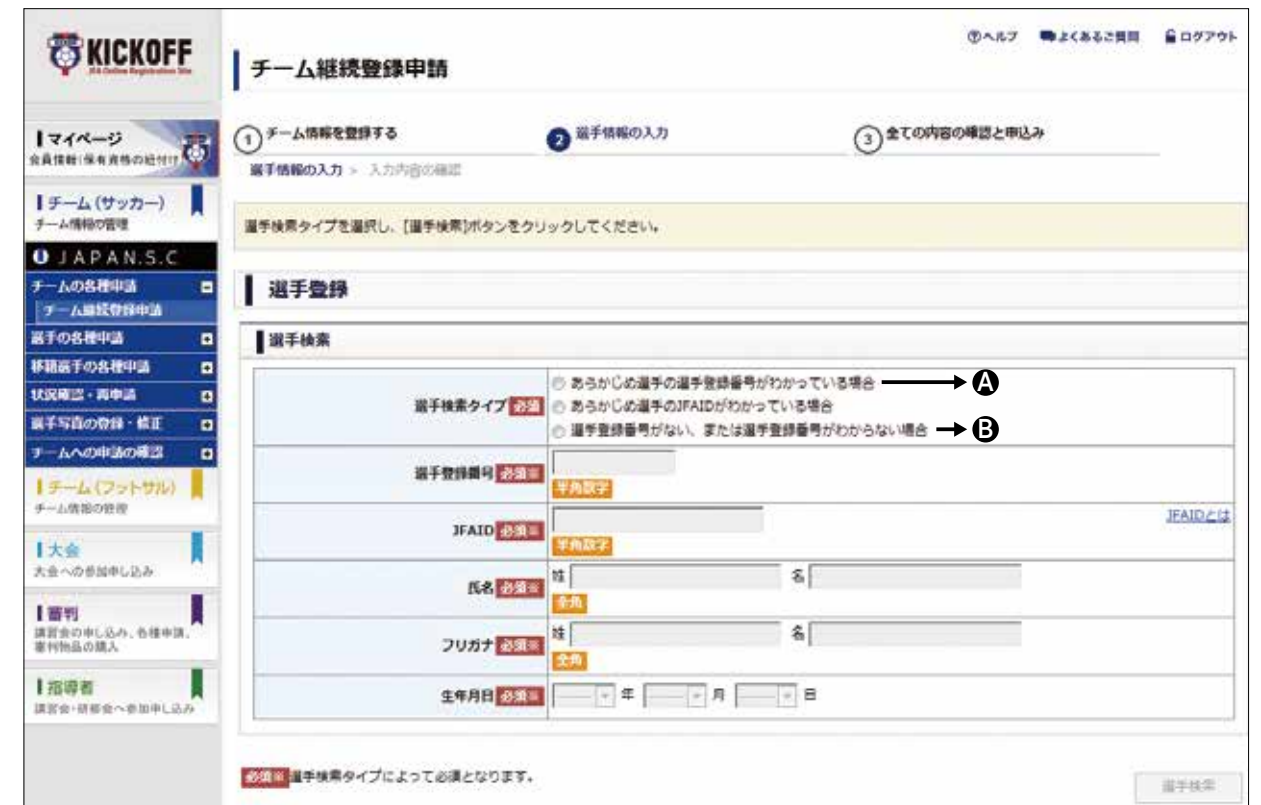 KICKOFF
JFA Online Registration Site
ヘルプ よくあるご質問 ログアウト
チーム継続登録申請
1 チーム情報を登録する 2 選手情報の入力 3 全ての内容の確認と申込み
選手情報の入力 > 入力内容の確認
選手検索タイプを選択し、[選手検索]ボタンをクリックしてください。
マイページ
会員情報・保有資格の紐付け
チーム(サッカー)
チーム情報の管理
JAPAN.S.C
チームの各種申請
チーム継続登録申請
選手の各種申請
移籍選手の各種申請
状況確認・再申請
選手写真の登録・修正
チームへの申請の確認
チーム(フットサル)
チーム情報の管理
大会
大会への参加申し込み
審判
講習会の申し込み、各種申請、
審判物品の購入
指導者
講習会・研修会へ参加申し込み
選手登録
選手検索
選手検索タイプ 必須
あらかじめ選手の選手登録番号がわかっている場合 A
あらかじめ選手のJFAIDがわかっている場合
選手登録番号がない、または選手登録番号がわからない場合 B
選手登録番号 必須※
半角数字
JFAID 必須※ JFAIDとは
半角数字
氏名 必須※ 姓 名
全角
フリガナ 必須※ 姓 名
全角
生年月日 必須※ 年 月 日
必須※ 選手検索タイプによって必須となります。
選手検索